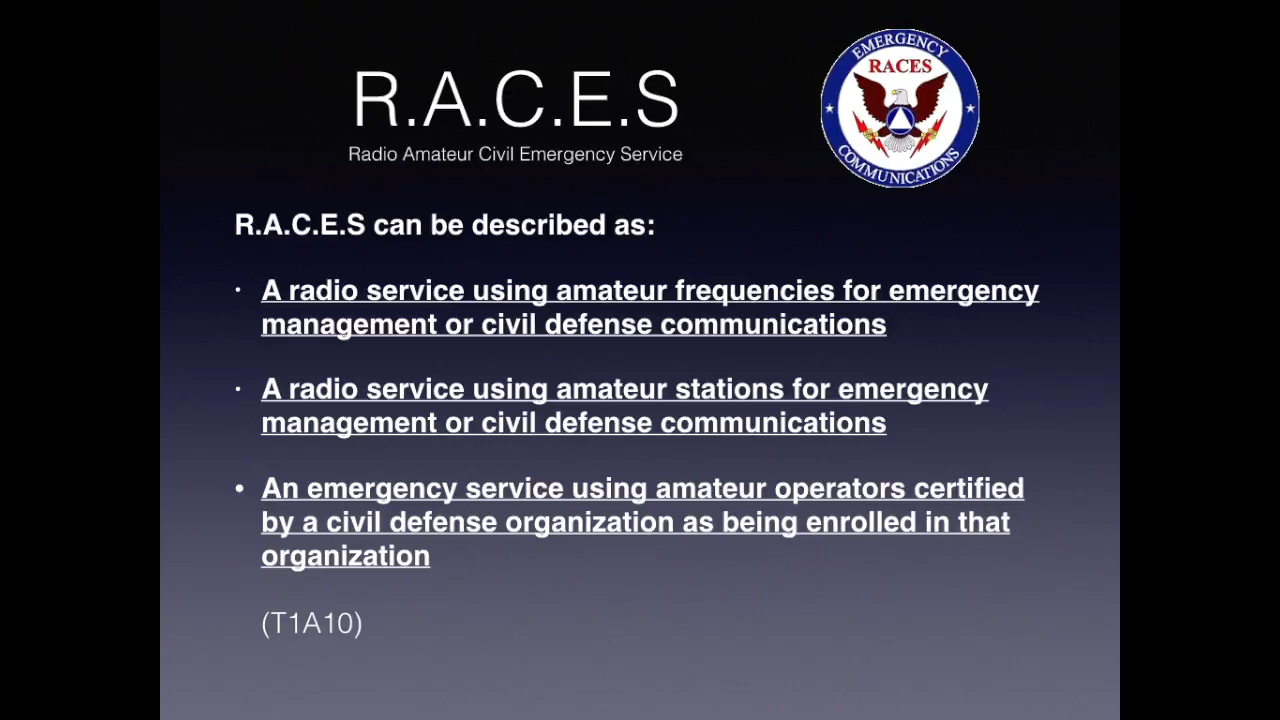 R.A.C.E.S
Radio Amateur Civil Emergency Service
EMERGENCY
RACES
COMMUNICATIONS
R.A.C.E.S can be described as:
· A radio service using amateur frequencies for emergency
management or civil defense communications
· A radio service using amateur stations for emergency
management or civil defense communications
• An emergency service using amateur operators certified
by a civil defense organization as being enrolled in that
organization
(T1A10)